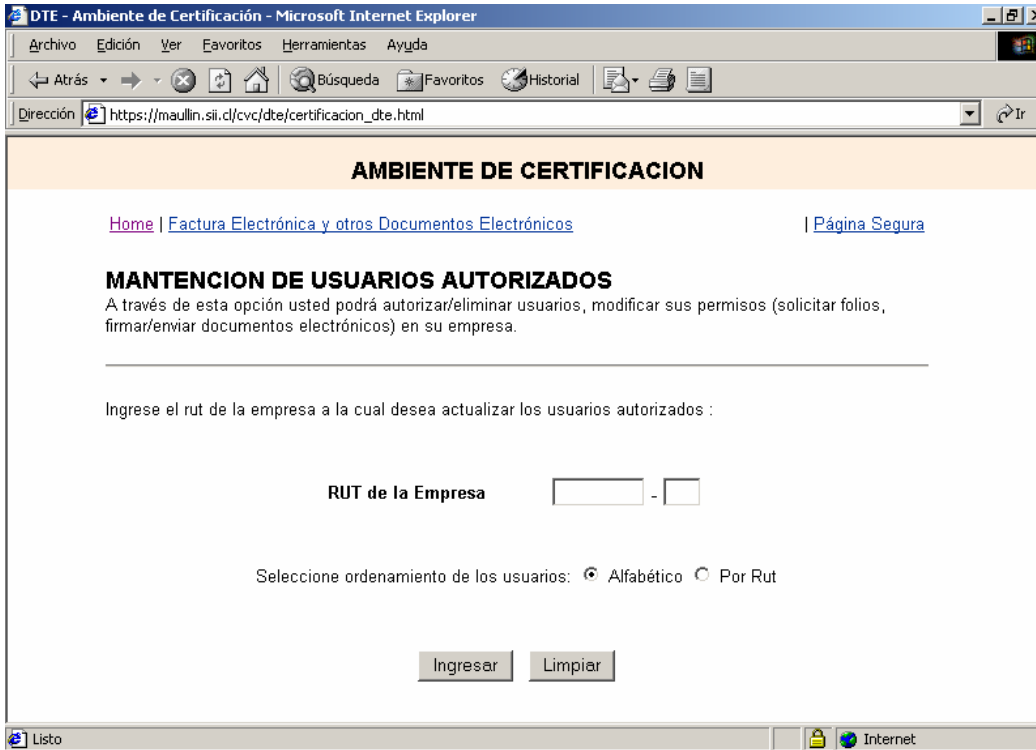 DTE - Ambiente de Certificación - Microsoft Internet Explorer
Archivo Edición Ver Favoritos Herramientas Ayuda
Atrás Búsqueda Favoritos Historial
Dirección https://maullin.sii.cl/cvc/dte/certificacion_dte.html Ir
AMBIENTE DE CERTIFICACION
Home | Factura Electrónica y otros Documentos Electrónicos | Página Segura
MANTENCION DE USUARIOS AUTORIZADOS
A través de esta opción usted podrá autorizar/eliminar usuarios, modificar sus permisos (solicitar folios,
firmar/enviar documentos electrónicos) en su empresa.
Ingrese el rut de la empresa a la cual desea actualizar los usuarios autorizados :
RUT de la Empresa -
Seleccione ordenamiento de los usuarios: Alfabético Por Rut
Ingresar Limpiar
Listo Internet